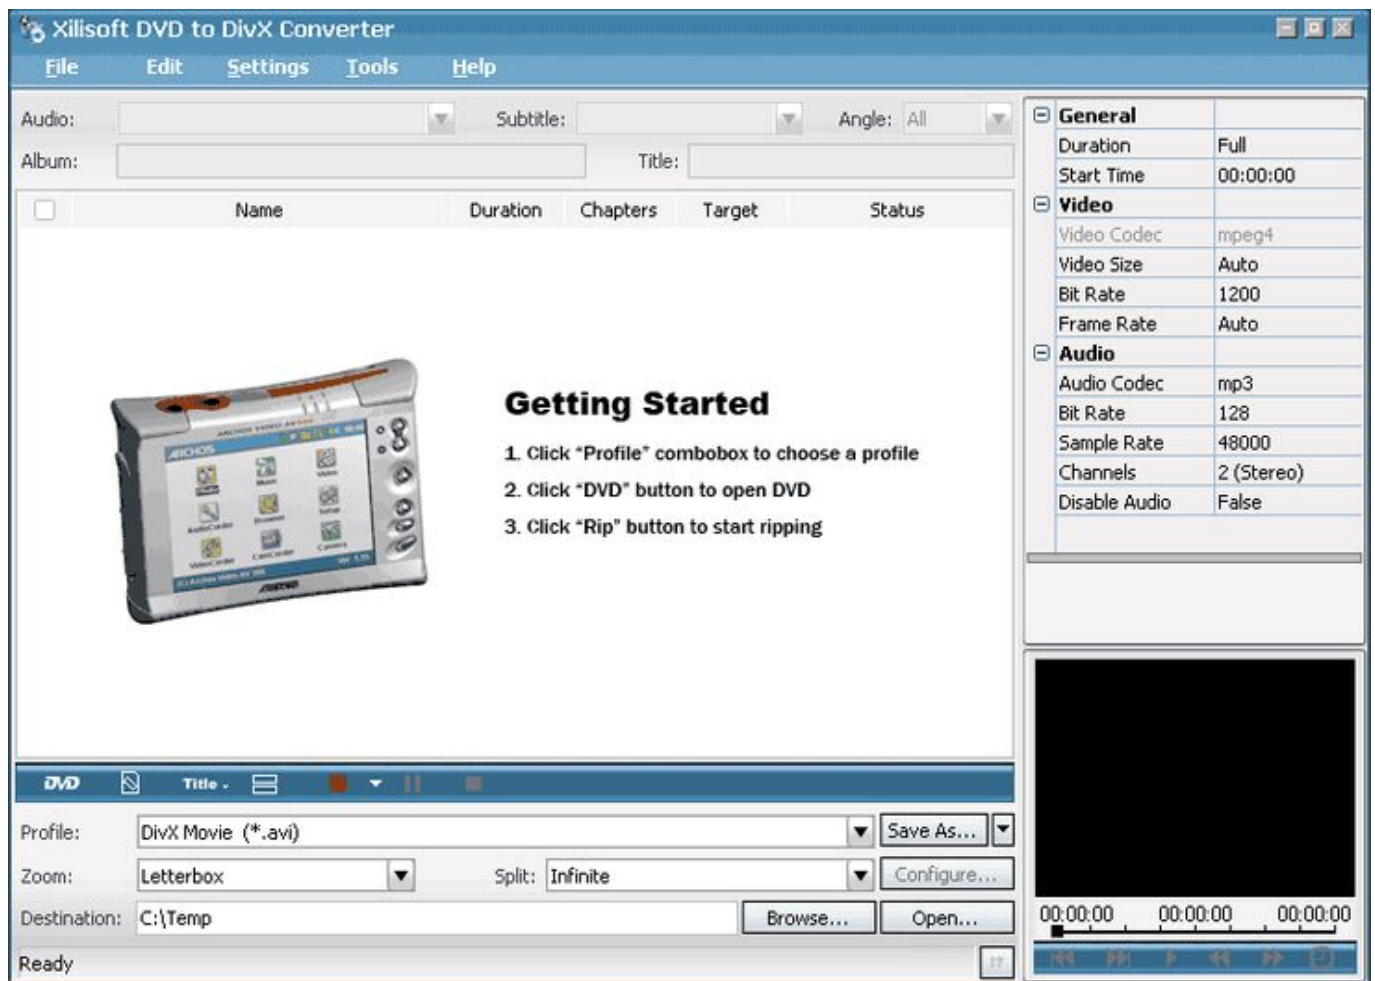 Xilisoft DVD to DivX Converter
File Edit Settings Tools Help
Audio: Subtitle: Angle: All
Album: Title:
Name Duration Chapters Target Status
ARCHOS
Getting Started
1. Click "Profile" combobox to choose a profile
2. Click "DVD" button to open DVD
3. Click "Rip" button to start ripping
General
Duration Full
Start Time 00:00:00
Video
Video Codec mpeg4
Video Size Auto
Bit Rate 1200
Frame Rate Auto
Audio
Audio Codec mp3
Bit Rate 128
Sample Rate 48000
Channels 2 (Stereo)
Disable Audio False
DVD Title
Profile: DivX Movie (*.avi) Save As...
Zoom: Letterbox Split: Infinite Configure...
Destination: C:\Temp Browse... Open...
Ready !?
00:00:00 00:00:00 00:00:00